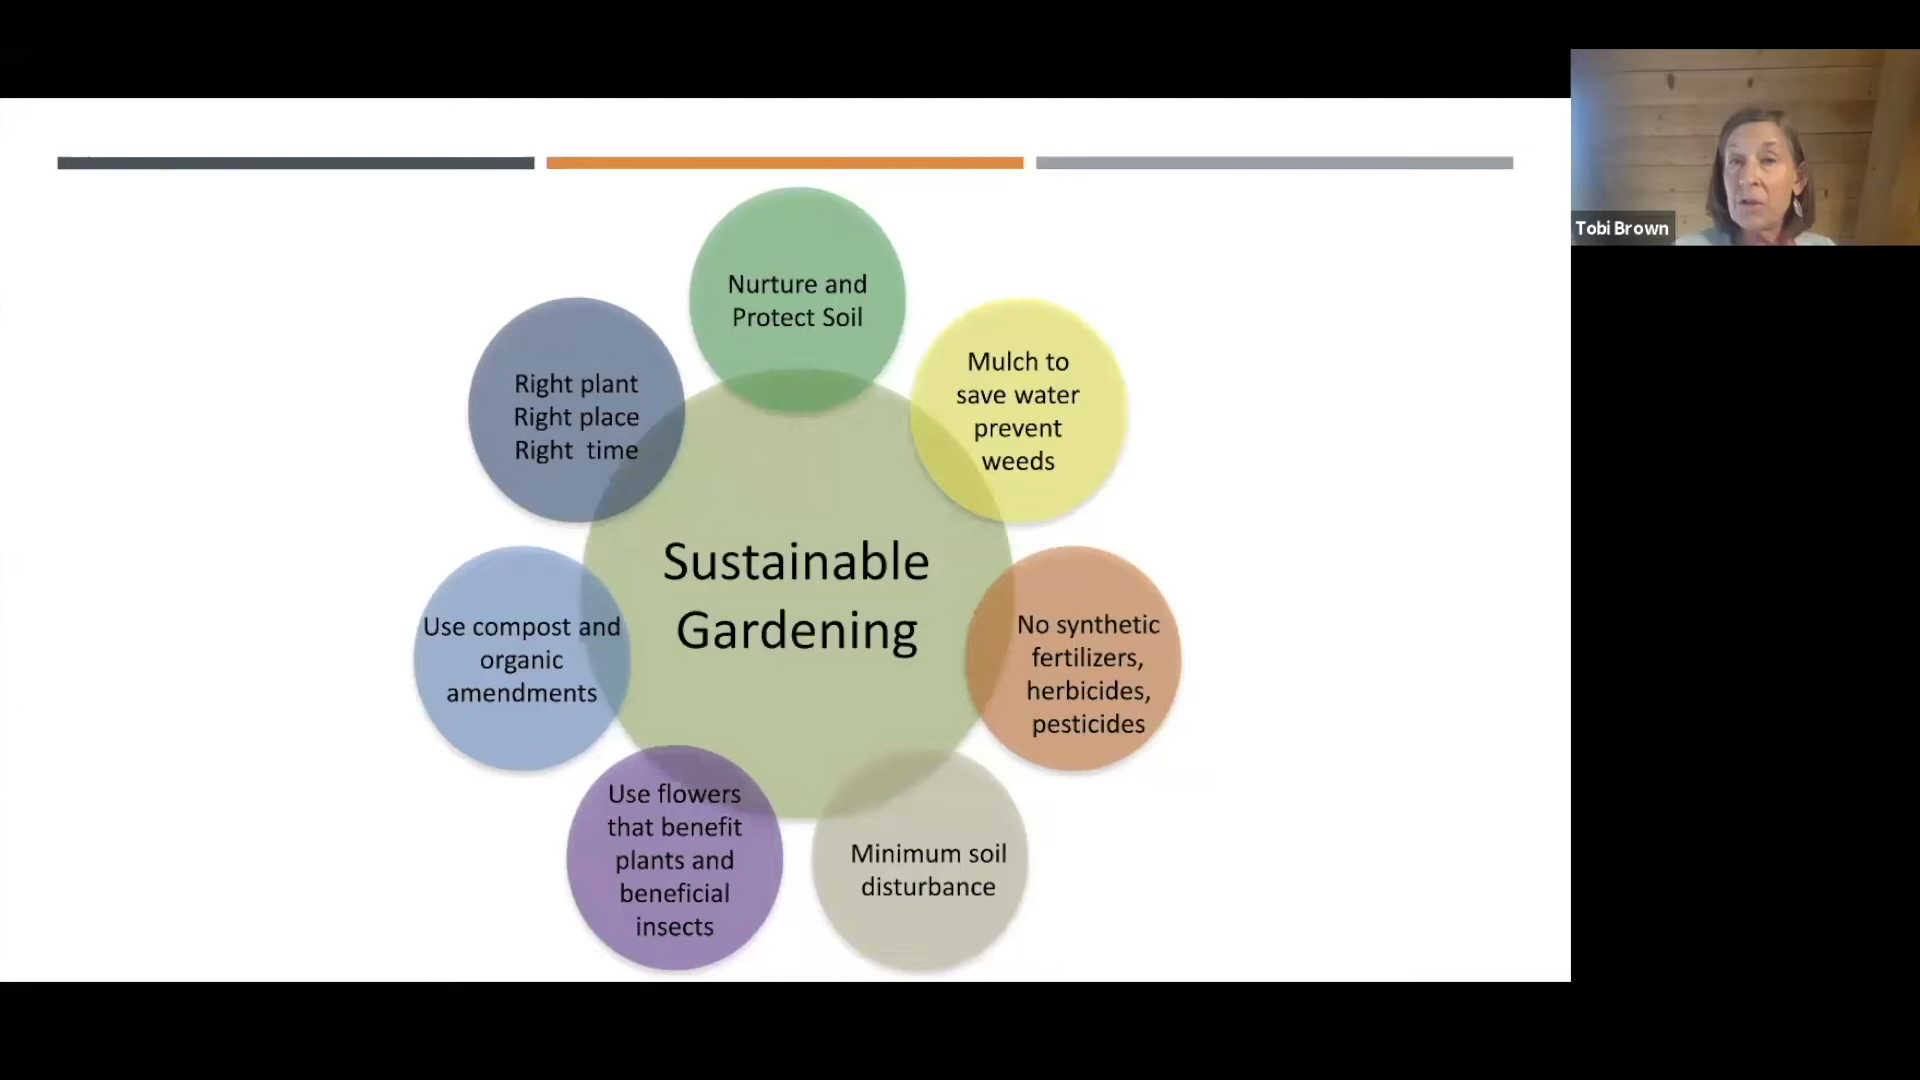 Nurture and
Protect Soil
Mulch to
save water
prevent
weeds
No synthetic
fertilizers,
herbicides,
pesticides
Minimum soil
disturbance
Use flowers
that benefit
plants and
beneficial
insects
Use compost and
organic
amendments
Right plant
Right place
Right  time
Sustainable
Gardening
Tobi Brown